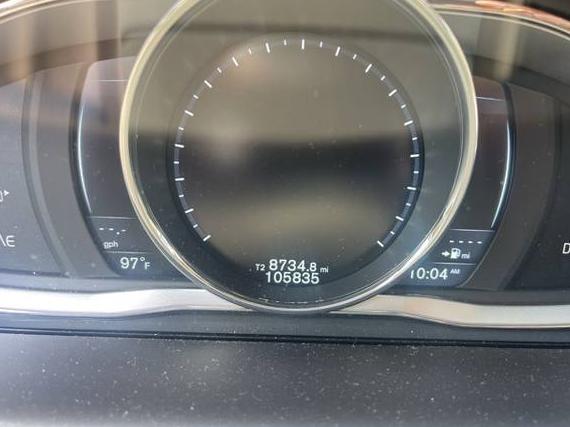 E
--.-
gph
97°F
T2 8734.8 mi
105835
----
mi
10:04 AM
D